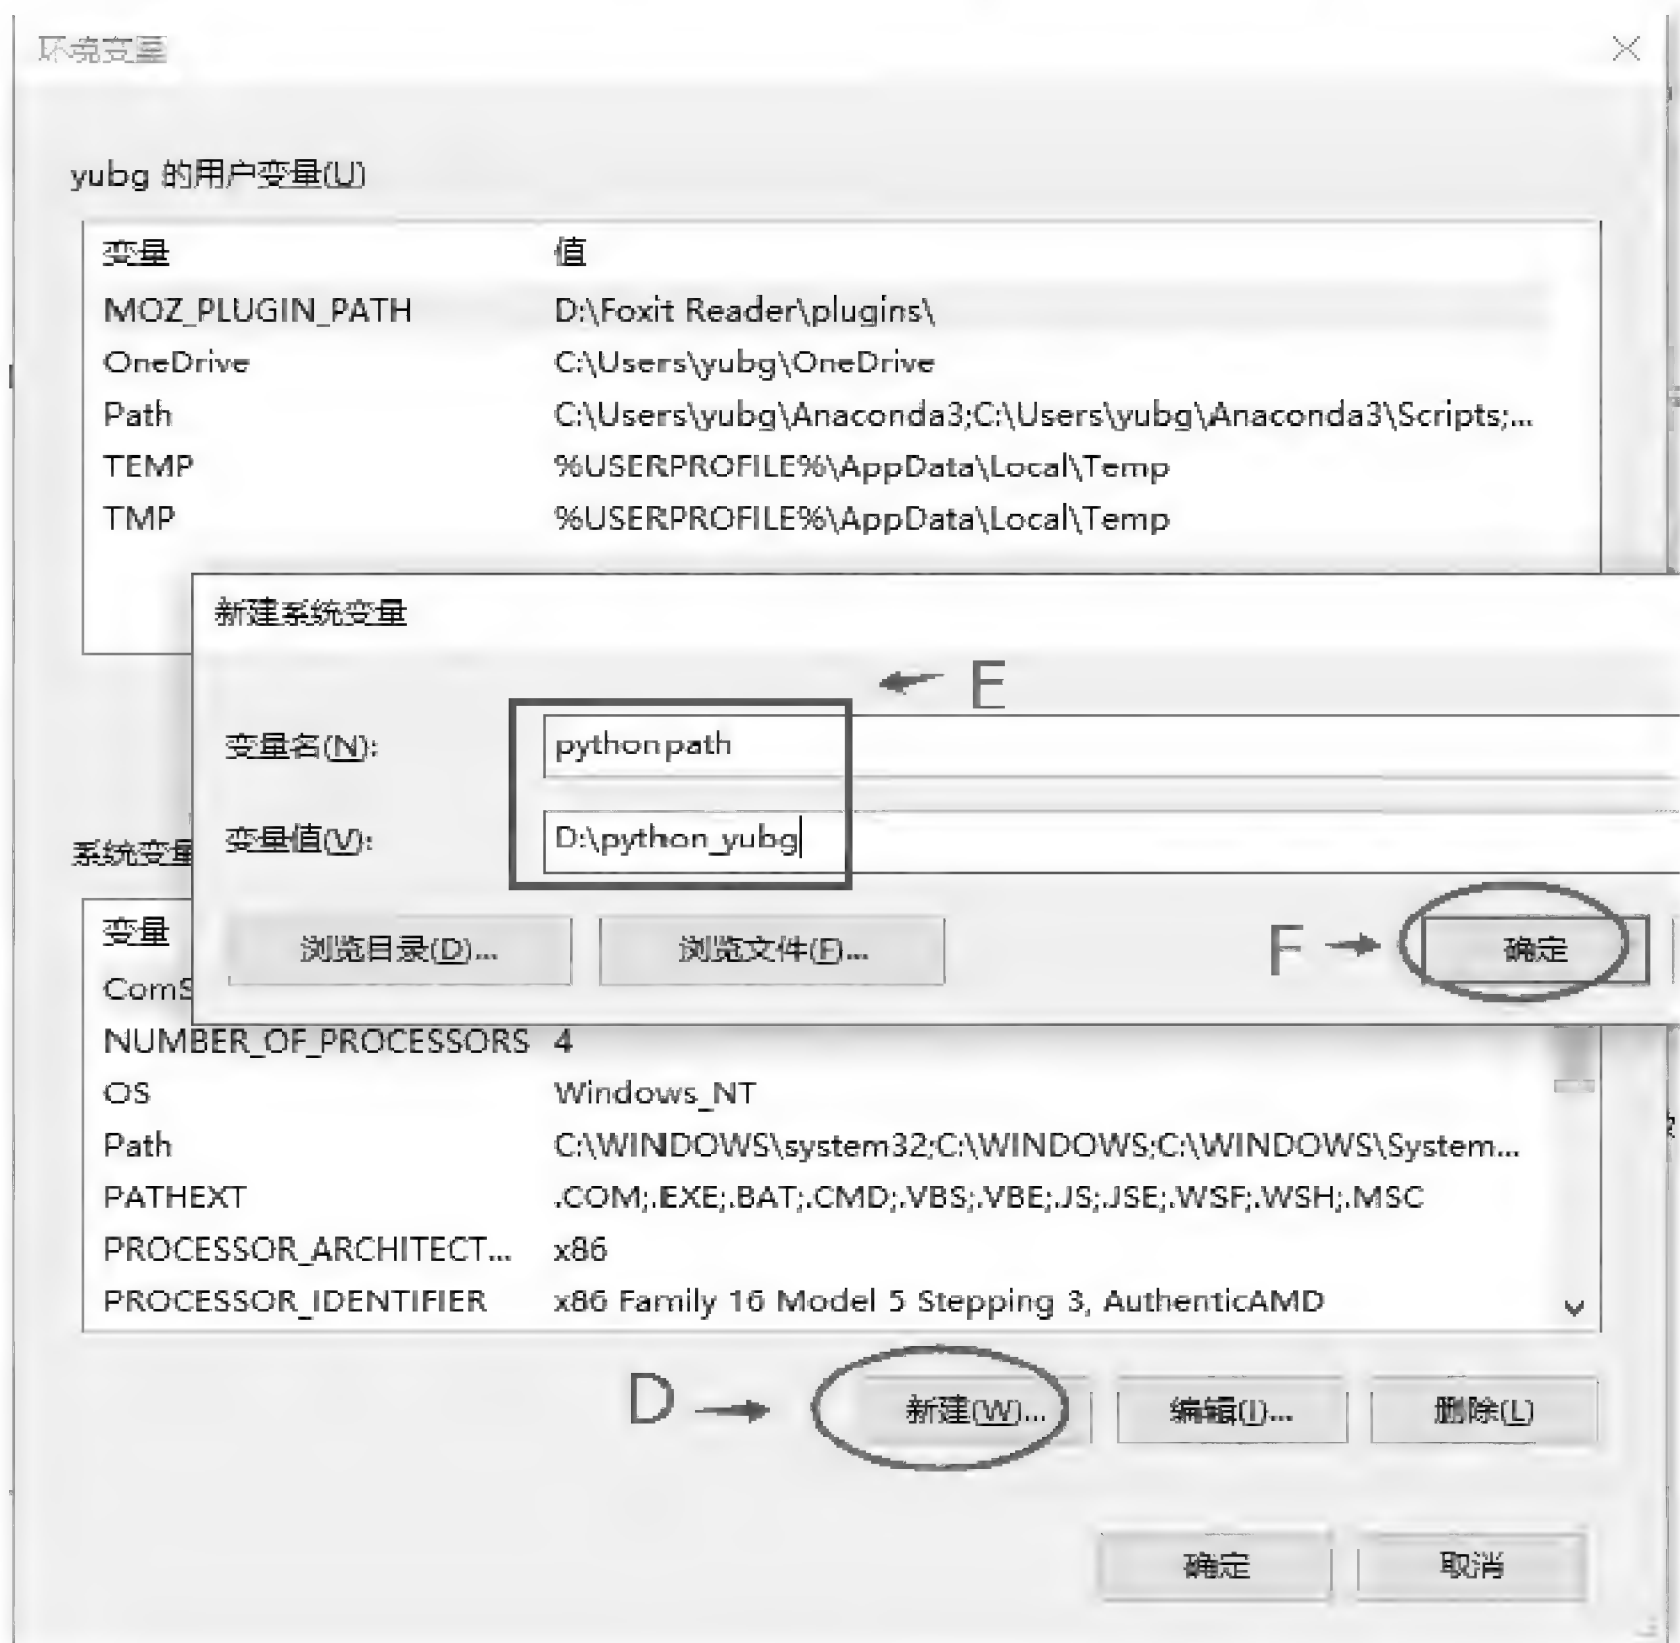 环境变量
yubg 的用户变量(U)
变量 值
MOZ_PLUGIN_PATH D:\Foxit Reader\plugins\
OneDrive C:\Users\yubg\OneDrive
Path C:\Users\yubg\Anaconda3;C:\Users\yubg\Anaconda3\Scripts;...
TEMP %USERPROFILE%\AppData\Local\Temp
TMP %USERPROFILE%\AppData\Local\Temp
新建系统变量
E
变量名(N): pythonpath
变量值(V): D:\python_yubg
系统变量
浏览目录(D)... 浏览文件(F)... F 确定
变量
ComS
NUMBER_OF_PROCESSORS 4
OS Windows_NT
Path C:\WINDOWS\system32;C:\WINDOWS;C:\WINDOWS\System...
PATHEXT .COM;.EXE;.BAT;.CMD;.VBS;.VBE;.JS;.JSE;.WSF;.WSH;.MSC
PROCESSOR_ARCHITECT... x86
PROCESSOR_IDENTIFIER x86 Family 16 Model 5 Stepping 3, AuthenticAMD
D 新建(W)... 编辑(I)... 删除(L)
确定 取消